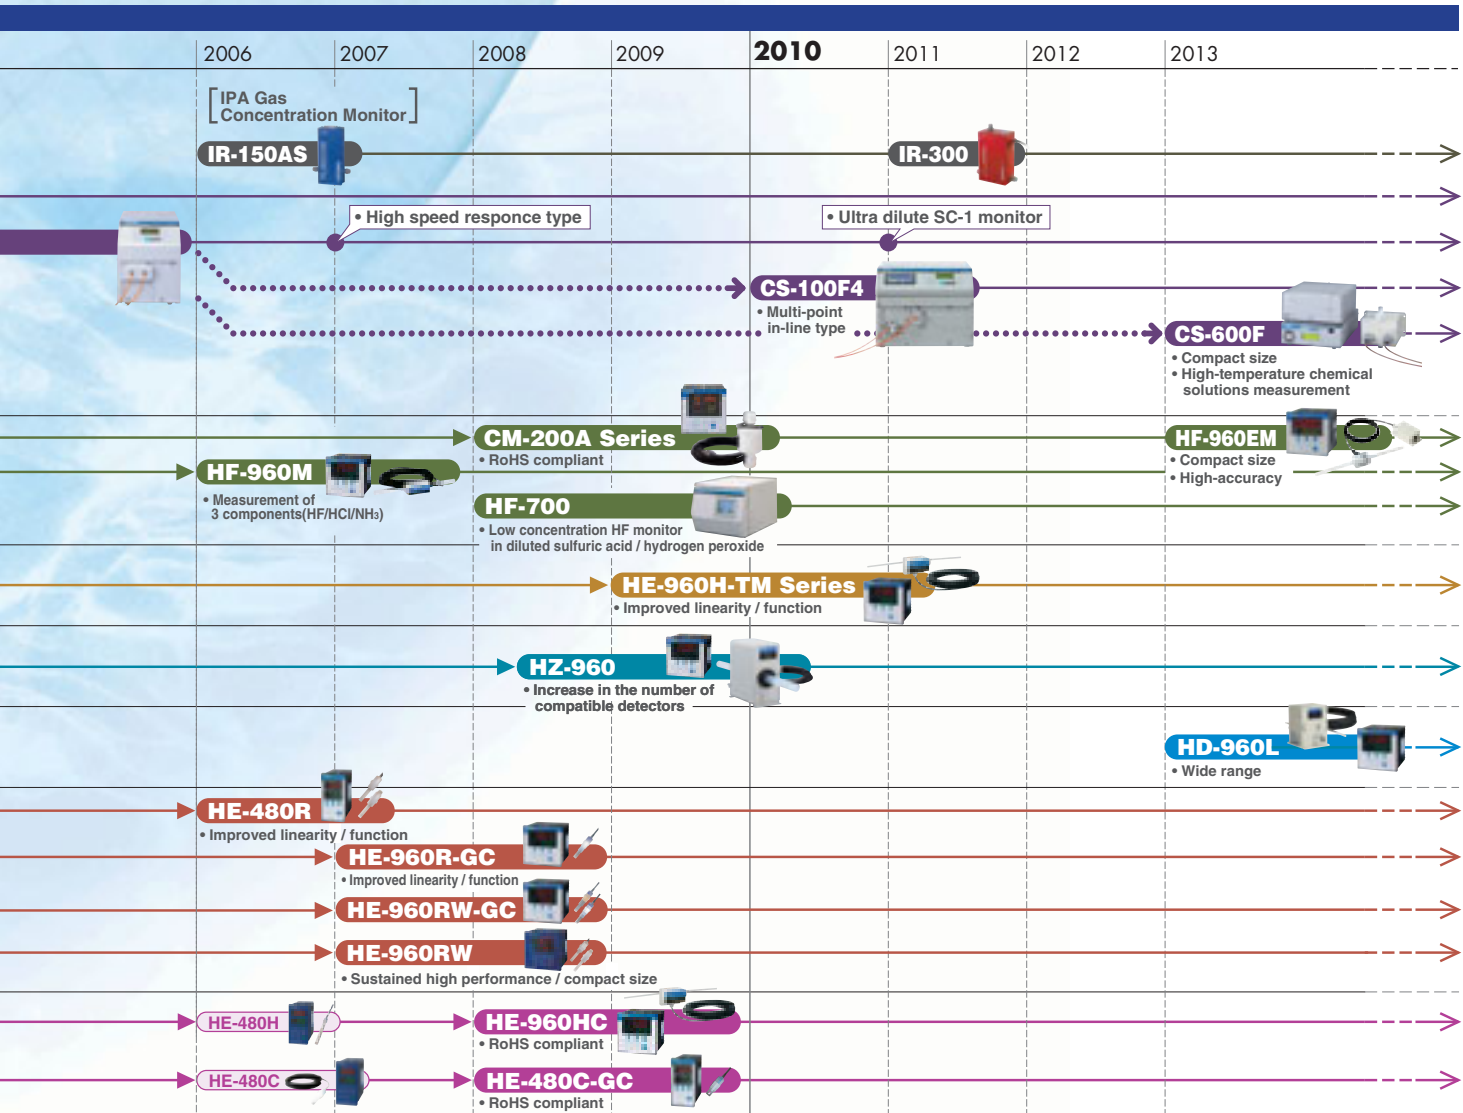 2006 2007 2008 2009 2010 2011 2012 2013
IPA Gas
Concentration Monitor
IR-150AS
IR-300
• High speed responce type
• Ultra dilute SC-1 monitor
CS-100F4
• Multi-point
in-line type
CS-600F
• Compact size
• High-temperature chemical
solutions measurement
CM-200A Series
• RoHS compliant
HF-960EM
• Compact size
• High-accuracy
HF-960M
• Measurement of
3 components(HF/HCl/NH₃)
HF-700
• Low concentration HF monitor
in diluted sulfuric acid / hydrogen peroxide
HE-960H-TM Series
• Improved linearity / function
HZ-960
• Increase in the number of
compatible detectors
HD-960L
• Wide range
HE-480R
• Improved linearity / function
HE-960R-GC
• Improved linearity / function
HE-960RW-GC
HE-960RW
• Sustained high performance / compact size
HE-480H
HE-960HC
• RoHS compliant
HE-480C
HE-480C-GC
• RoHS compliant